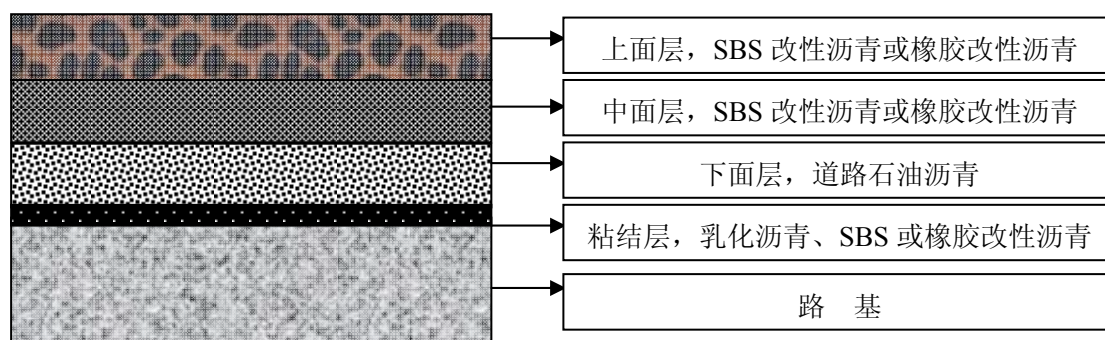 上面层，SBS 改性沥青或橡胶改性沥青
中面层，SBS 改性沥青或橡胶改性沥青
下面层，道路石油沥青
粘结层，乳化沥青、SBS 或橡胶改性沥青
路 基